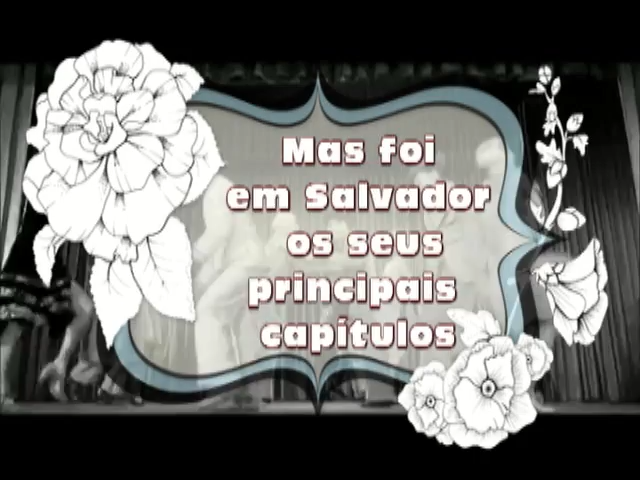 Mas foi
em Salvador
os seus
principais
capítulos